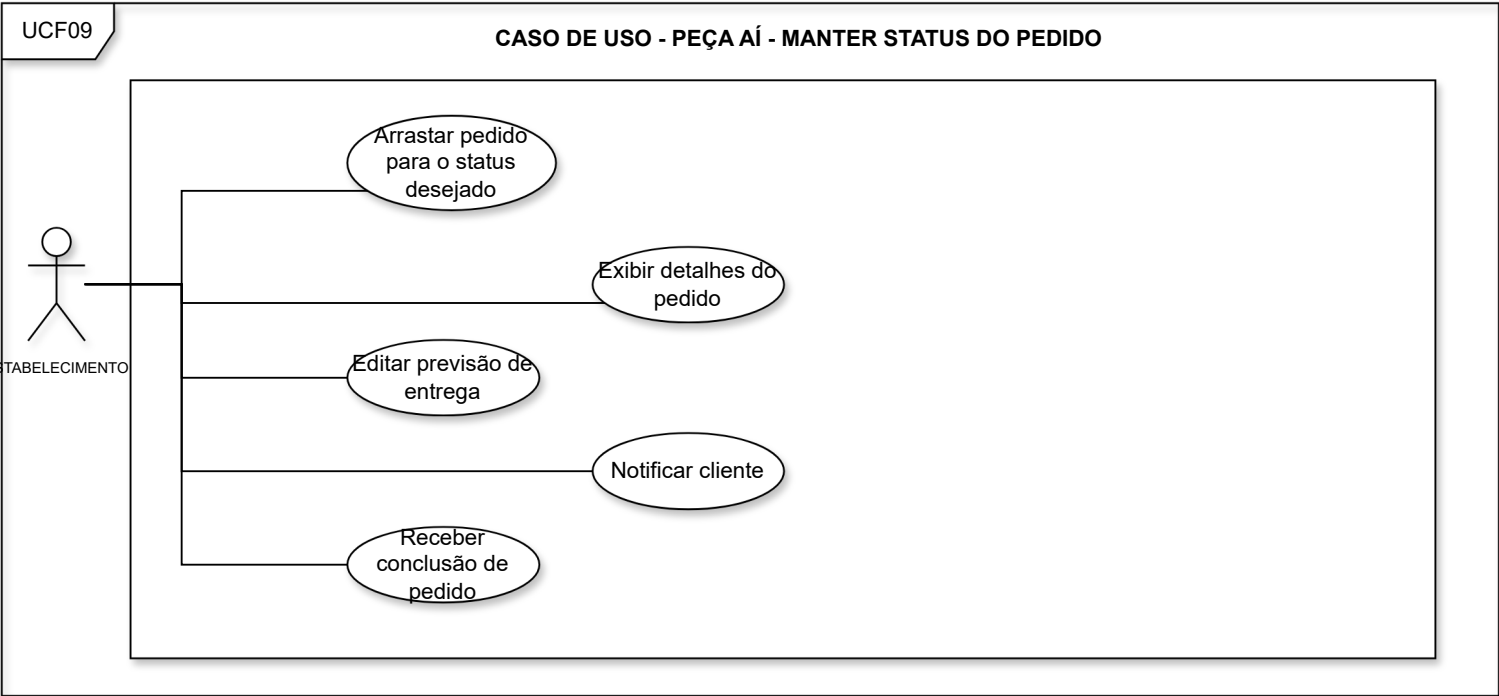 UCF09
CASO DE USO - PEÇA AÍ - MANTER STATUS DO PEDIDO
Arrastar pedido
para o status
desejado
Exibir detalhes do
pedido
STABELECIMENTO
Editar previsão de
entrega
Notificar cliente
Receber
conclusão de
pedido